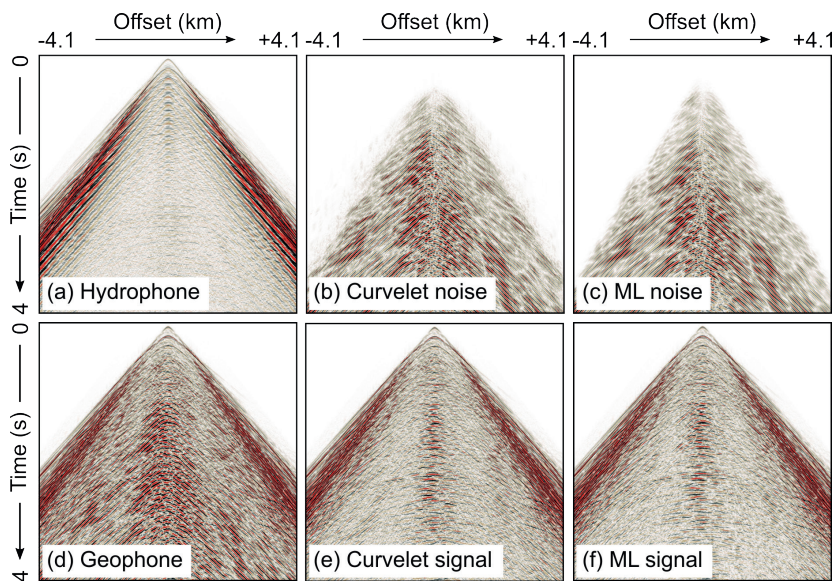 Offset (km)
Offset (km)
Offset (km)
-4.1
+4.1
-4.1
+4.1
-4.1
+4.1
0
Time (s)
4
(a) Hydrophone
(b) Curvelet noise
(c) ML noise
0
Time (s)
4
(d) Geophone
(e) Curvelet signal
(f) ML signal